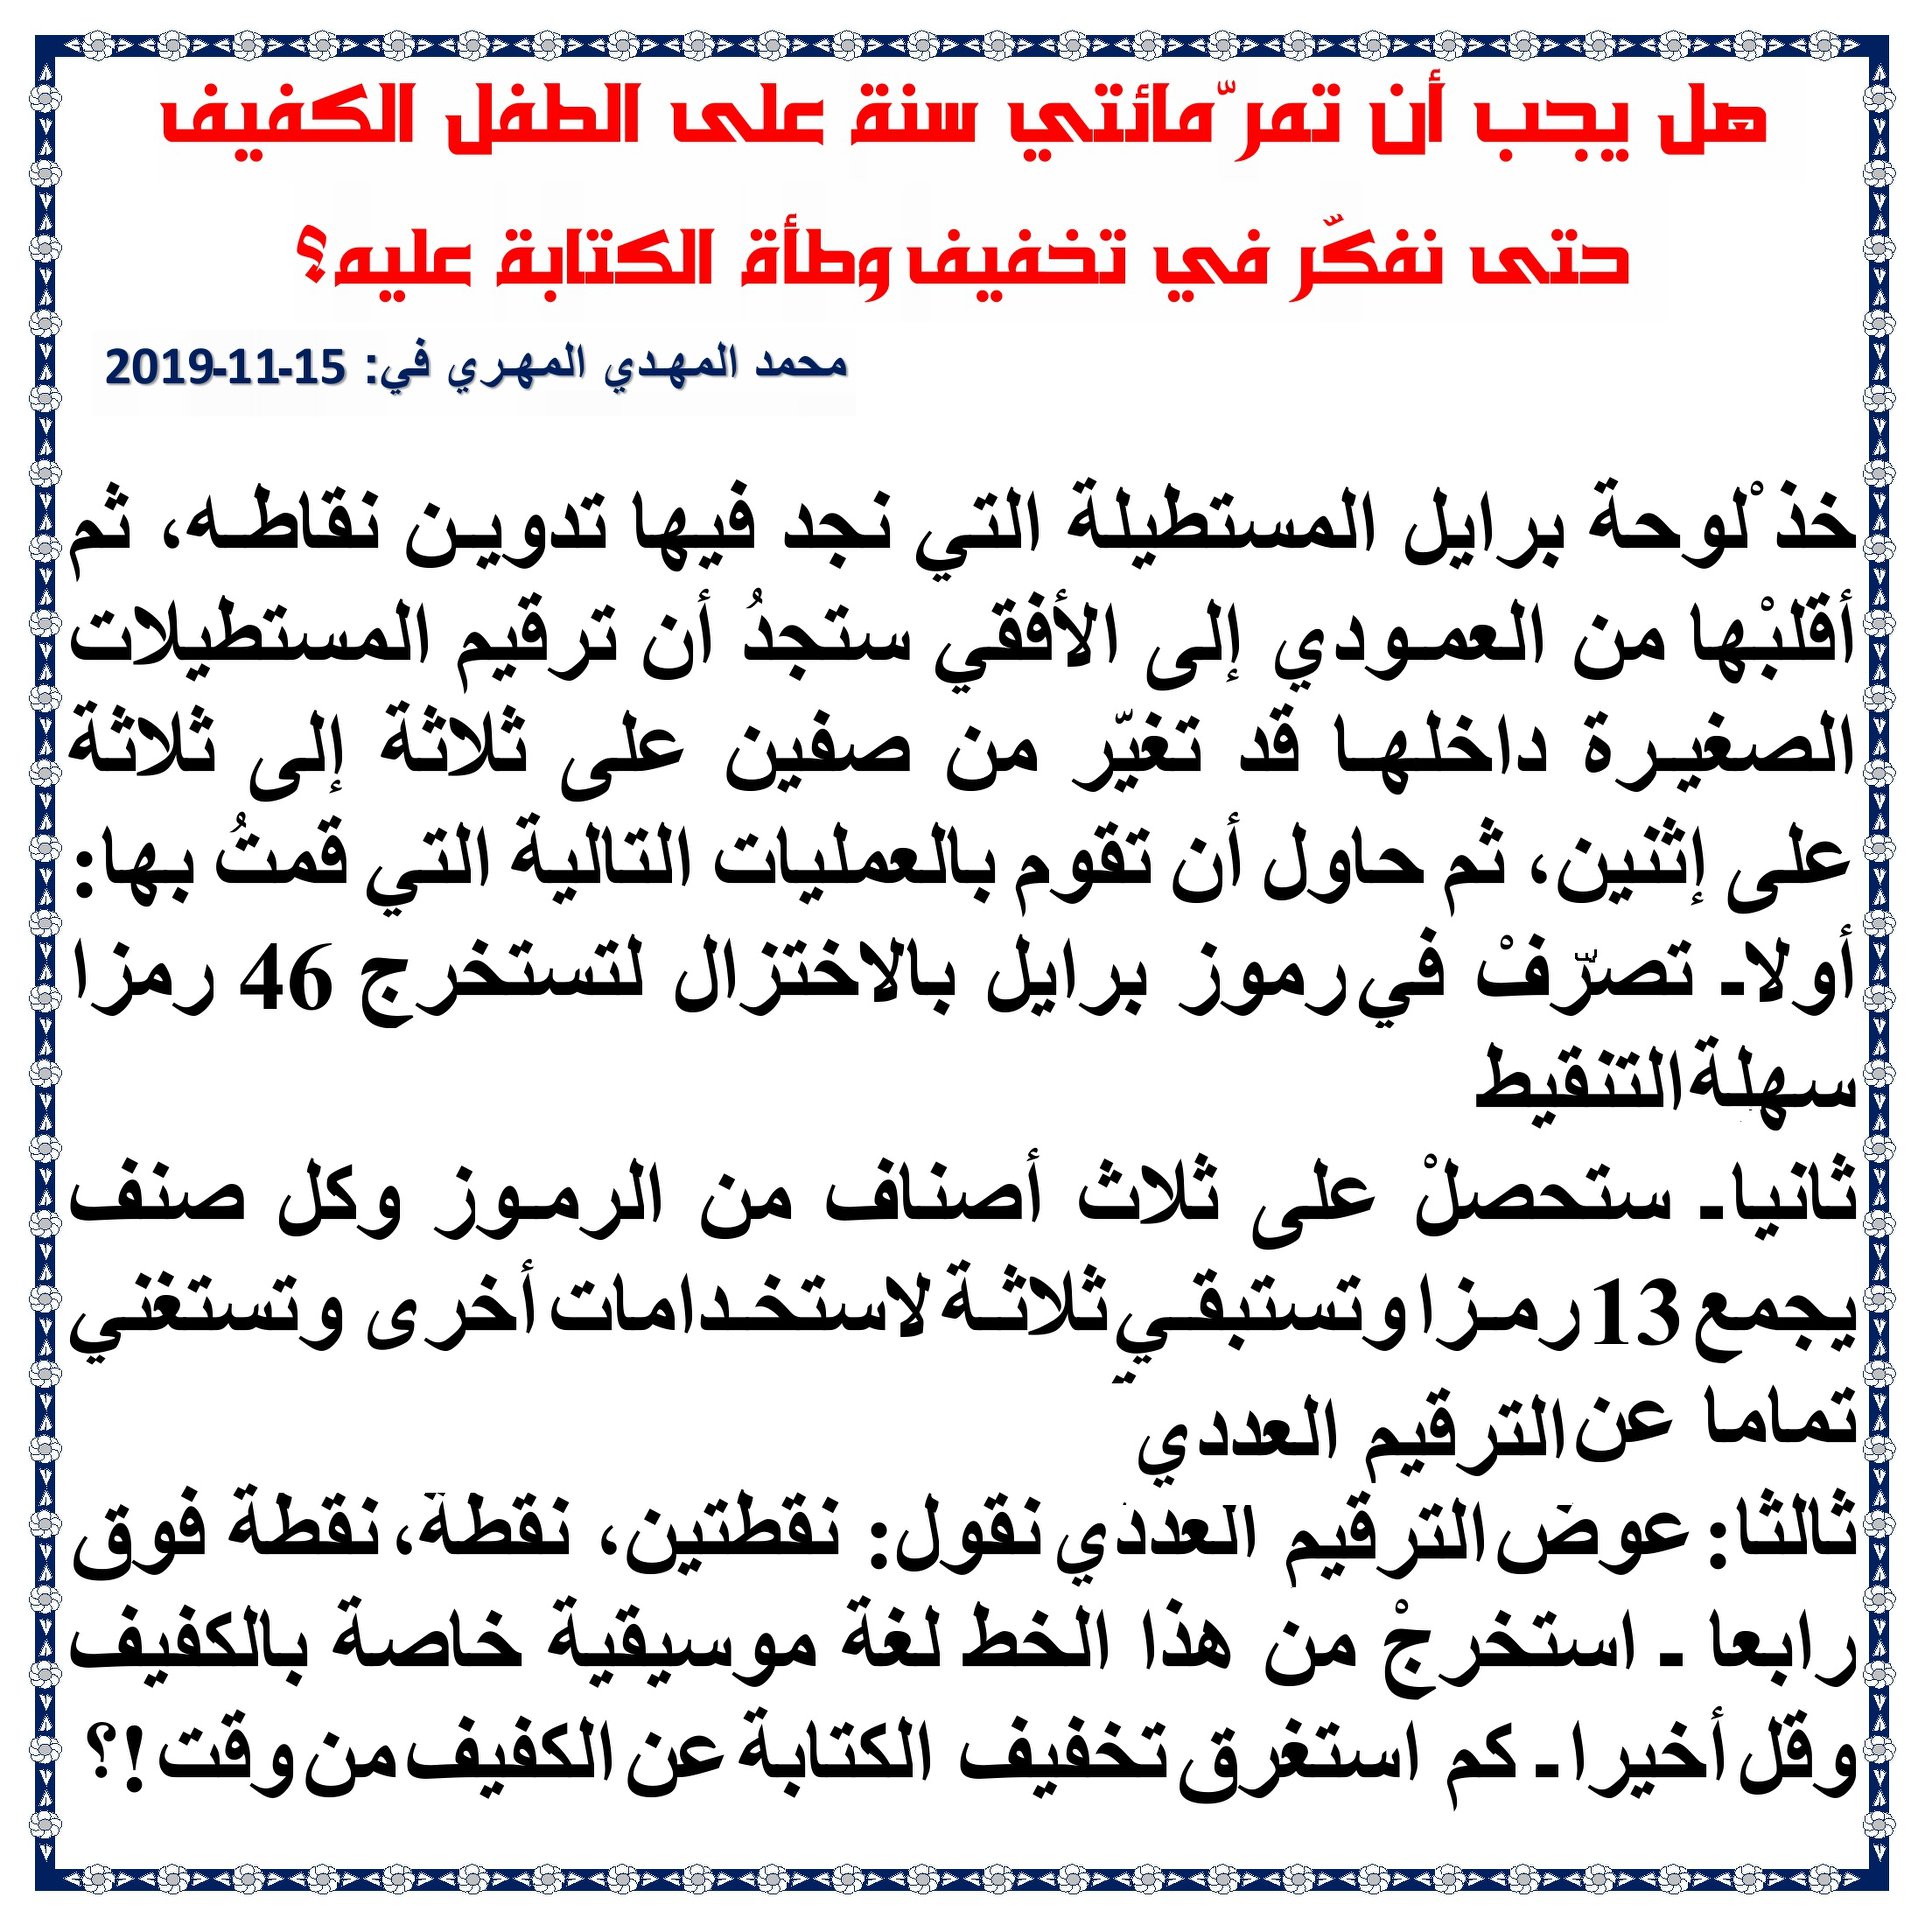 هل يجب أن تمرّ مائتي سنة على الطفل الكفيف
حتى نفكّر في تخفيف وطأة الكتابة عليه؟
محمد المهدي المهري في: 15-11-2019
خذْ لوحة برايل المستطيلة التي نجد فيها تدوين نقاطه، ثم
أقلبْها من العمودي إلى الأفقي ستجدُ أن ترقيم المستطيلات
الصغيرة داخلها قد تغيّر من صفين على ثلاثة إلى ثلاثة
على إثنين، ثم حاول أن تقوم بالعمليات التالية التي قمتُ بها:
أولاـ تصرّفْ في رموز برايل بالاختزال لتستخرج 46 رمزا
سهلة التنقيط
ثانياـ ستحصلْ على ثلاث أصناف من الرموز وكل صنف
يجمع 13 رمزا وتستبقي ثلاثة لاستخدامات أخرى وتستغني
تماما عن الترقيم العددي
ثالثا: عوض الترقيم العددي نقول: نقطتين، نقطة، نقطة فوق
رابعا ـ استخرجْ من هذا الخط لغة موسيقية خاصة بالكفيف
وقل أخيرا ـ كم استغرق تخفيف الكتابة عن الكفيف من وقت !؟